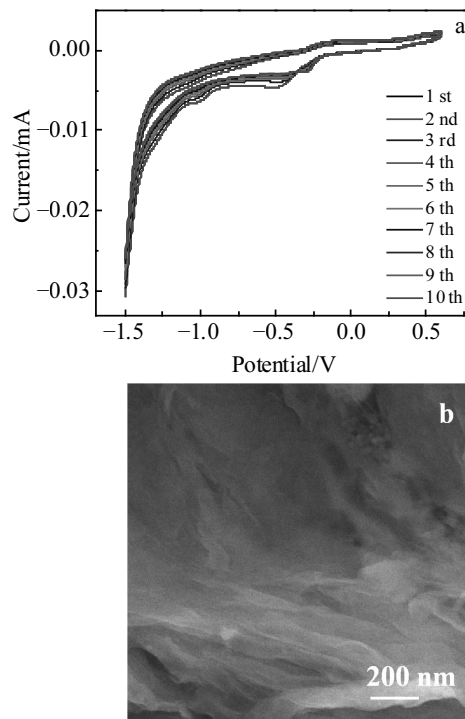 a
0.00
−0.01
−0.02
−0.03
Current/mA
1 st
2 nd
3 rd
4 th
5 th
6 th
7 th
8 th
9 th
10 th
−1.5 −1.0 −0.5 0.0 0.5
Potential/V
b
200 nm